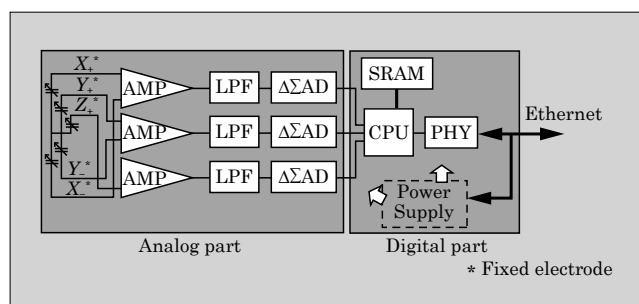 X₊*
Y₊*
Z₊*
Y₋*
X₋*
AMP
LPF
ΔΣAD
AMP
LPF
ΔΣAD
AMP
LPF
ΔΣAD
SRAM
CPU
PHY
Ethernet
Power
Supply
Analog part
Digital part
* Fixed electrode